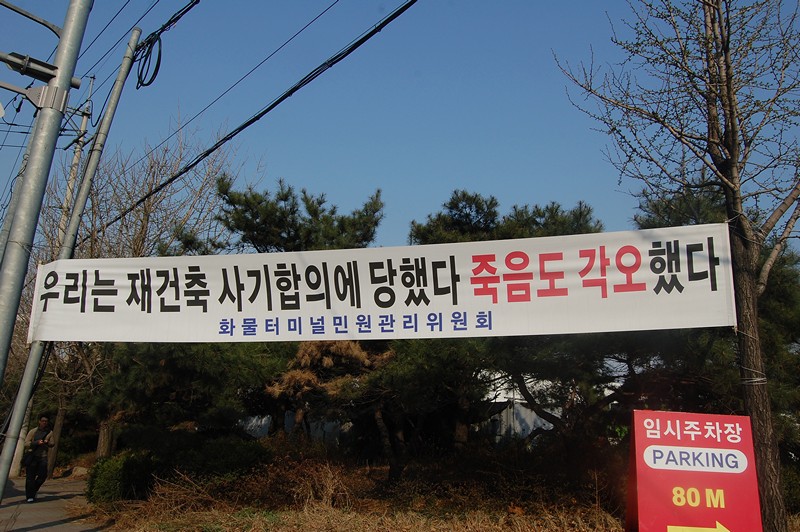 우리는 재건축 사기합의에 당했다 죽음도 각오했다
화물터미널민원관리위원회
임시주차장
PARKING
80 M